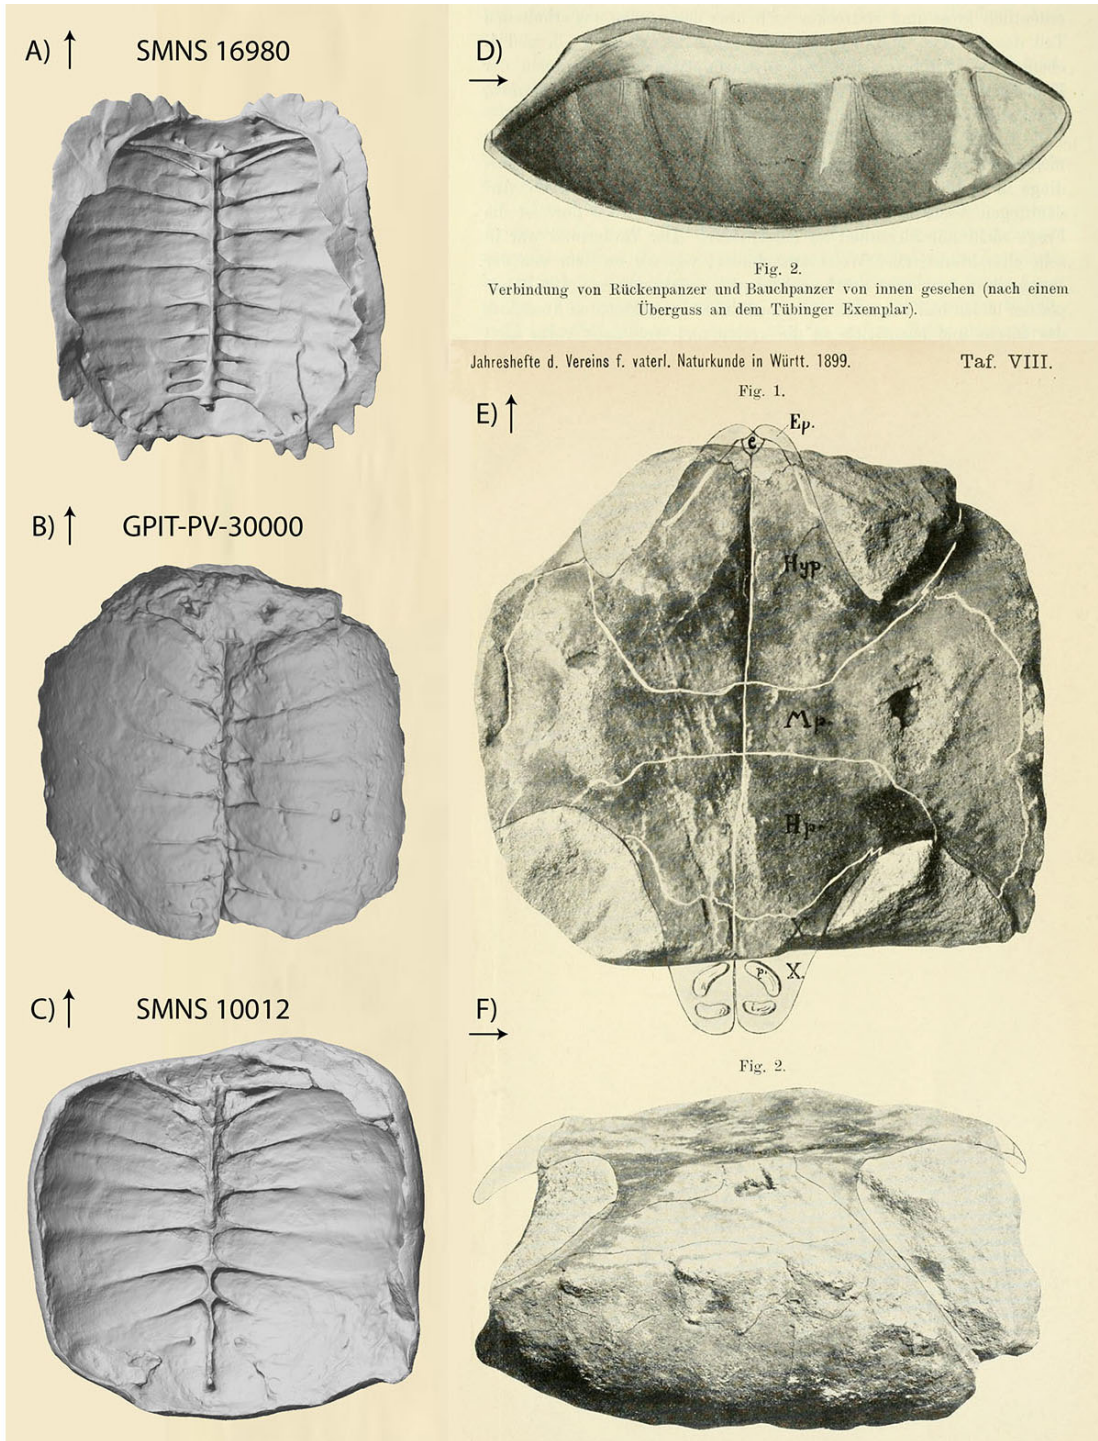 A) SMNS 16980
B) GPIT-PV-30000
C) SMNS 10012
D)
Fig. 2.
Verbindung von Rückenpanzer und Bauchpanzer von innen gesehen (nach einem
Überguss an dem Tübinger Exemplar).
Jahreshefte d. Vereins f. vaterl. Naturkunde in Württ. 1899. Taf. VIII.
Fig. 1.
E)
Ep.
e
Hyp.
Mp.
Hp.
X
p. X.
F)
Fig. 2.